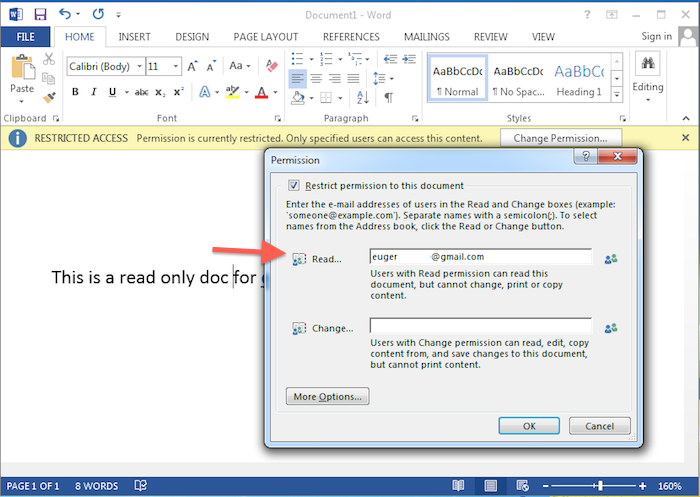 Document1 - Word
FILE HOME INSERT DESIGN PAGE LAYOUT REFERENCES MAILINGS REVIEW VIEW Sign in
Paste
Calibri (Body) 11
AaBbCcDc AaBbCcDc AaBbCc
¶ Normal ¶ No Spac... Heading 1
Editing
Clipboard Font Paragraph Styles
RESTRICTED ACCESS Permission is currently restricted. Only specified users can access this content. Change Permission...
This is a read only doc for
Permission
Restrict permission to this document
Enter the e-mail addresses of users in the Read and Change boxes (example:
'someone@example.com'). Separate names with a semicolon(;). To select
names from the Address book, click the Read or Change button.
Read... euger @gmail.com
Users with Read permission can read this
document, but cannot change, print or copy
content.
Change...
Users with Change permission can read, edit, copy
content from, and save changes to this document,
but cannot print content.
More Options...
OK Cancel
PAGE 1 OF 1 8 WORDS 160%